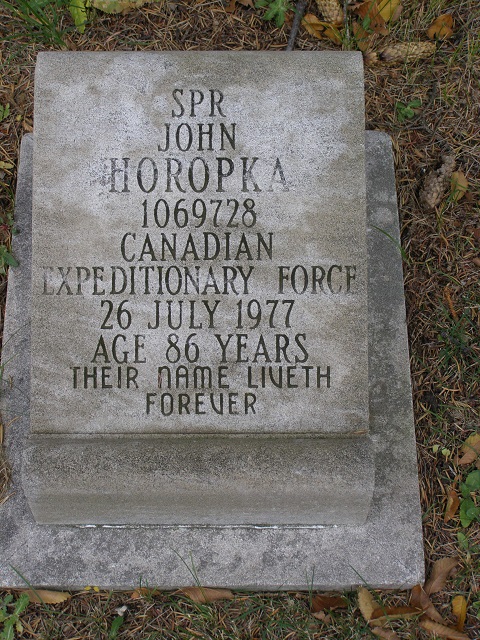 SPR
JOHN
HOROPKA
1069728
CANADIAN
EXPEDITIONARY FORCE
26 JULY 1977
AGE 86 YEARS
THEIR NAME LIVETH
FOREVER